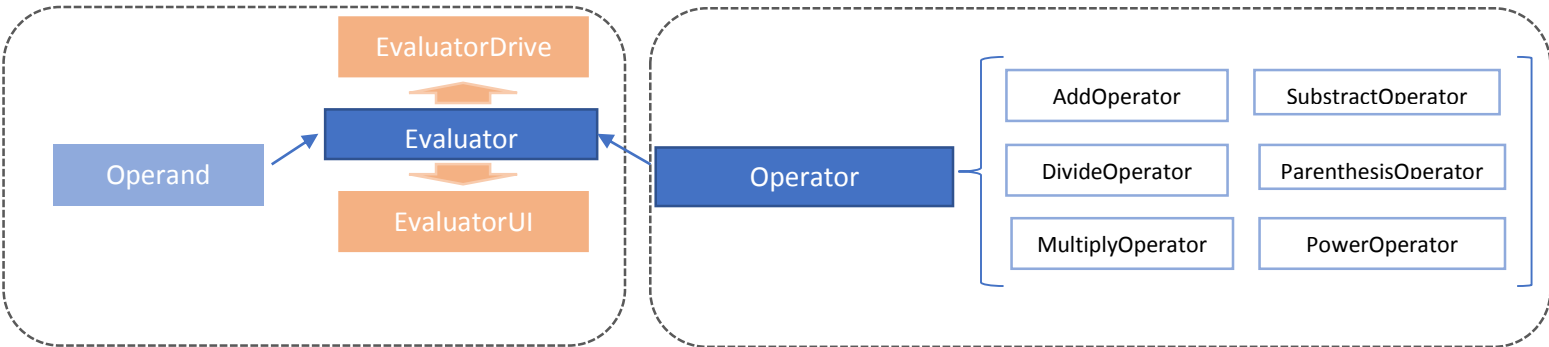 EvaluatorDrive
Evaluator
Operand
EvaluatorUI
Operator
AddOperator
SubstractOperator
DivideOperator
ParenthesisOperator
MultiplyOperator
PowerOperator